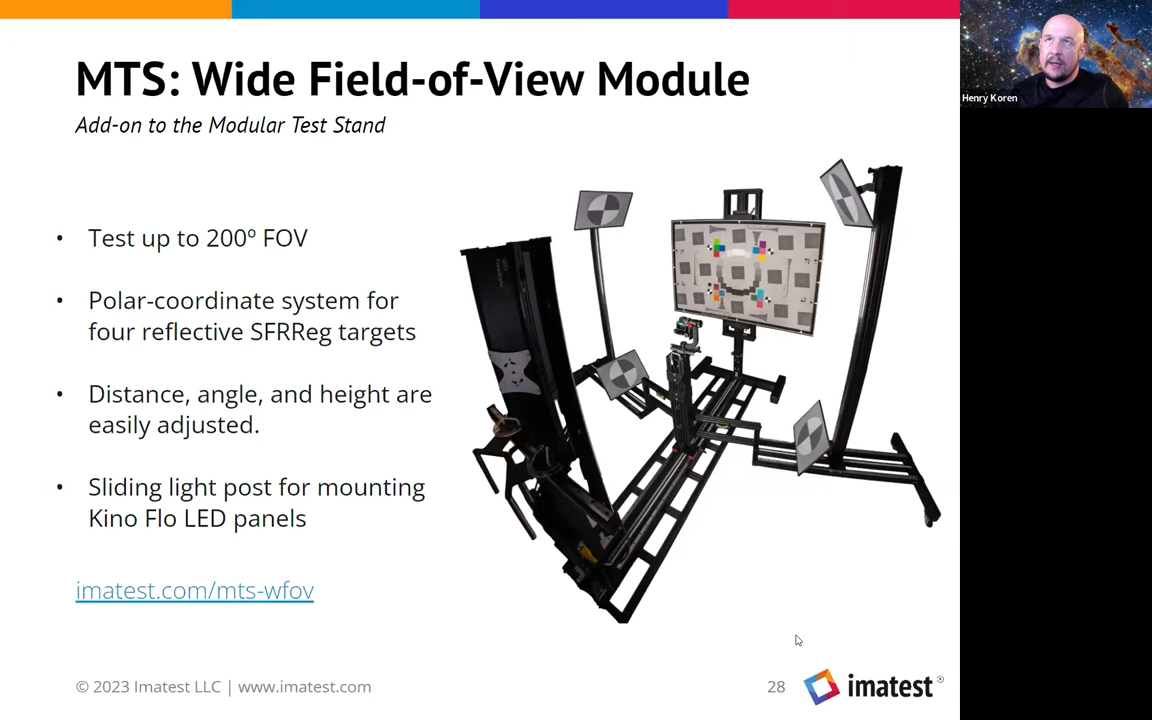 MTS: Wide Field-of-View Module
Add-on to the Modular Test Stand
• Test up to 200º FOV
• Polar-coordinate system for
four reflective SFRReg targets
• Distance, angle, and height are
easily adjusted.
• Sliding light post for mounting
Kino Flo LED panels
imatest.com/mts-wfov
© 2023 Imatest LLC | www.imatest.com
28
imatest®
Henry Koren